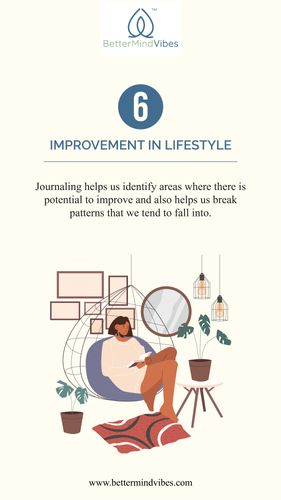 BetterMindVibes
TM
6
IMPROVEMENT IN LIFESTYLE
Journaling helps us identify areas where there is
potential to improve and also helps us break
patterns that we tend to fall into.
www.bettermindvibes.com